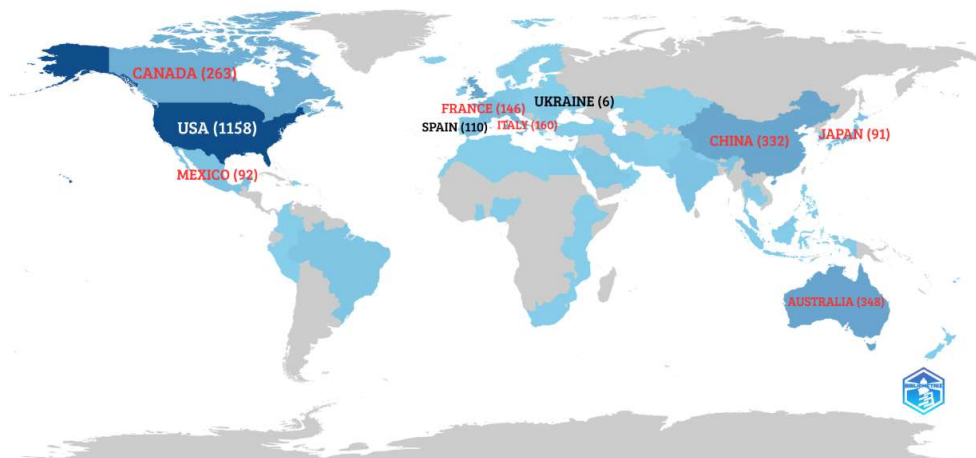 CANADA (263)
USA (1158)
MEXICO (92)
FRANCE (146)
UKRAINE (6)
SPAIN (110)
ITALY (160)
CHINA (332)
JAPAN (91)
AUSTRALIA (348)
BIBLIOMETRIX